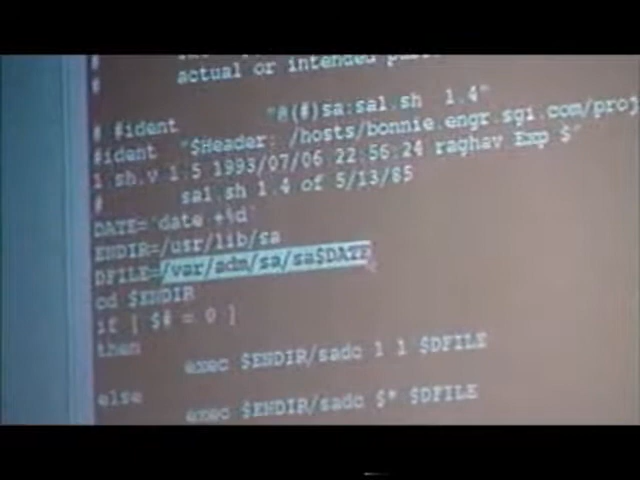 #
# actual or intended
#
# #ident "@(#)sa:sa1.sh 1.4"
#ident "$Header: /hosts/bonnie.engr.sgi.com/proj
1.sh,v 1.5 1993/07/06 22:56:24 raghav Exp $"
# sa1.sh 1.4 of 5/13/85
DATE=`date +%d`
ENDIR=/usr/lib/sa
DFILE=/var/adm/sa/sa$DATE
cd $ENDIR
if [ $# = 0 ]
then
exec $ENDIR/sadc 1 1 $DFILE
else
exec $ENDIR/sadc $* $DFILE